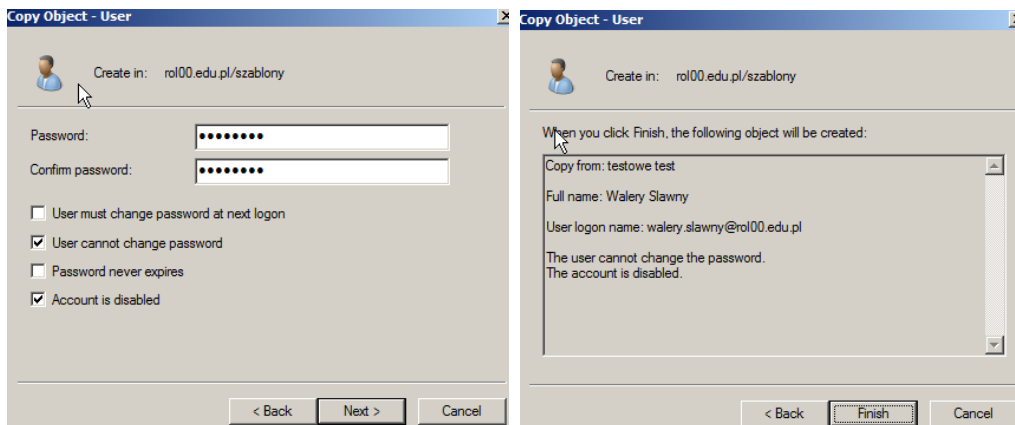 Copy Object - User
Create in: rol00.edu.pl/szablony
Password:
Confirm password:
User must change password at next logon
User cannot change password
Password never expires
Account is disabled
< Back Next > Cancel
Copy Object - User
Create in: rol00.edu.pl/szablony
When you click Finish, the following object will be created:
Copy from: testowe test
Full name: Walery Slawny
User logon name: walery.slawny@rol00.edu.pl
The user cannot change the password.
The account is disabled.
< Back Finish Cancel